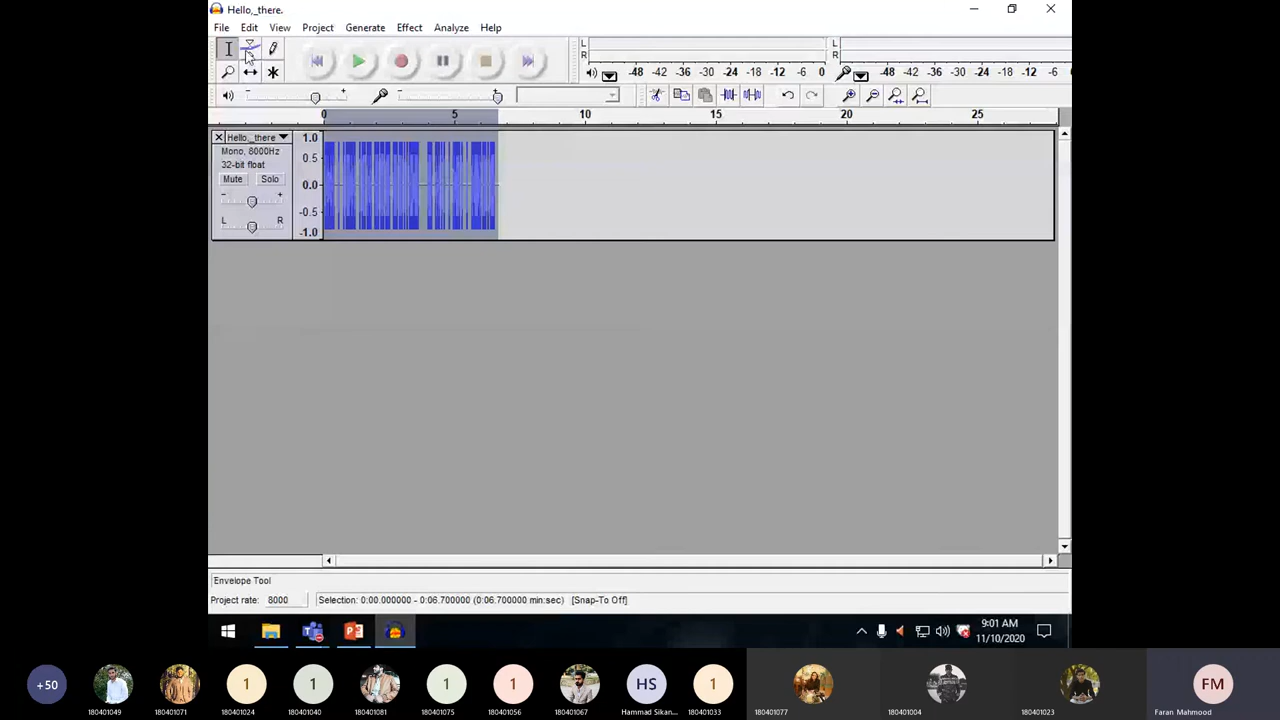 Hello,_there.
File Edit View Project Generate Effect Analyze Help
L
R
-48 -42 -36 -30 -24 -18 -12 -6 0
L
R
-48 -42 -36 -30 -24 -18 -12 -6
0 5 10 15 20 25
Hello,_there
Mono, 8000Hz
32-bit float
Mute Solo
- +
L R
1.0
0.5
0.0
-0.5
-1.0
Envelope Tool
Project rate: 8000 Selection: 0:00.000000 - 0:06.700000 (0:06.700000 min:sec) [Snap-To Off]
9:01 AM
11/10/2020
+50 1 1 1 1 HS 1 FM
180401049 180401071 180401024 180401040 180401081 180401075 180401056 180401067 Hammad Sikan... 180401033 180401077 180401004 180401023 Faran Mahmood